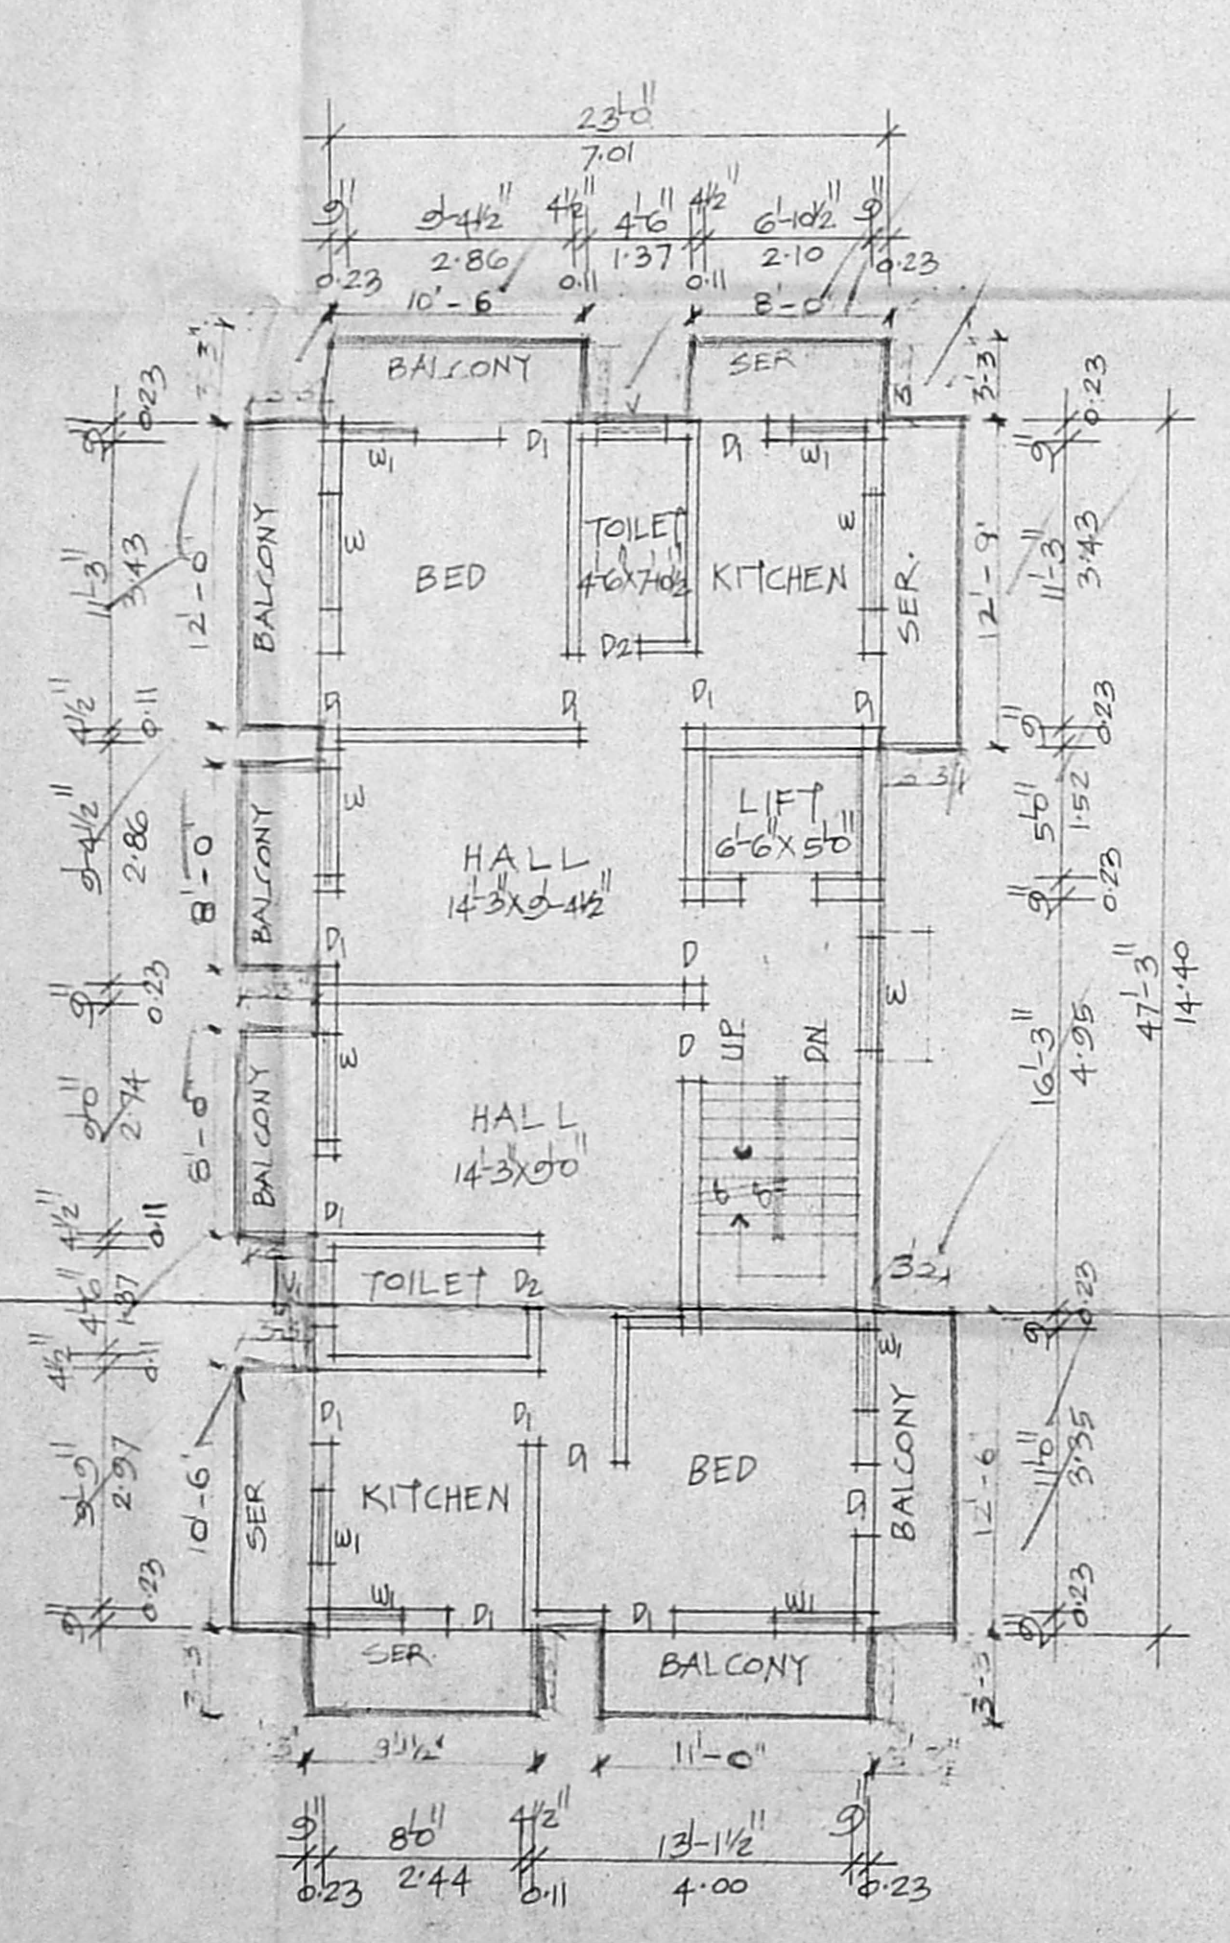 23'-0"
7.01
9" 9'-4½" 4½" 4'-6" 4½" 6'-10½" 9"
0.23 2.86 0.11 1.37 0.11 2.10 0.23
10'-6" 8'-0"
3'-3" 3'-3"
BALCONY SER
9" 0.23 9" 0.23
W1 D1 D1 W1
11'-3" 3.43 12'-0" BALCONY W BED TOILET 4'-6"X7'-10½" KITCHEN W SER. 12'-9" 11'-3" 3.43
D2
4½" 0.11 D1 D1 D1 D1 9" 0.23
9'-4½" 2.86 8'-0" BALCONY W
HALL
14'-3"X9'-4½"
LIFT
6'-6"X5'-0"
5'-0" 1.52
9" 0.23
D1 D
9" 0.23
W
47'-3"
14.40
16'-3" 4.95
D UP DN
9'-0" 2.74 8'-0" BALCONY W
HALL
14'-3"X9'-0"
D1
4½" 0.11
4'-6" 1.37
TOILET D2
4½" 0.11
9" 0.23
W1
D1 D1 D1
9'-9" 2.97 10'-6" SER KITCHEN BED D BALCONY 12'-6" 11'-0" 3.35
W1
9" 0.23 W1 D1 D1 W1 9" 0.23
3'-3" SER. BALCONY 3'-3"
9'-1½" 11'-0"
9" 8'-0" 4½" 13'-1½" 9"
0.23 2.44 0.11 4.00 0.23